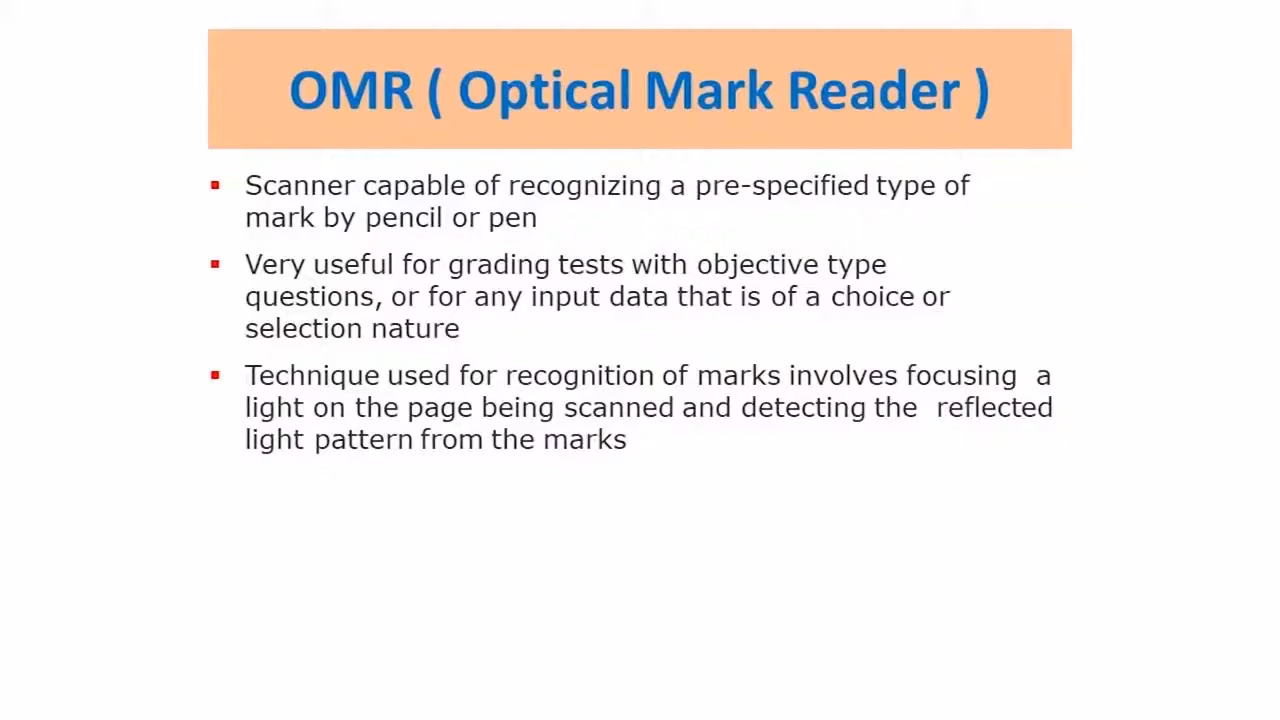 OMR ( Optical Mark Reader )
Scanner capable of recognizing a pre-specified type of
mark by pencil or pen
Very useful for grading tests with objective type
questions, or for any input data that is of a choice or
selection nature
Technique used for recognition of marks involves focusing a
light on the page being scanned and detecting the reflected
light pattern from the marks